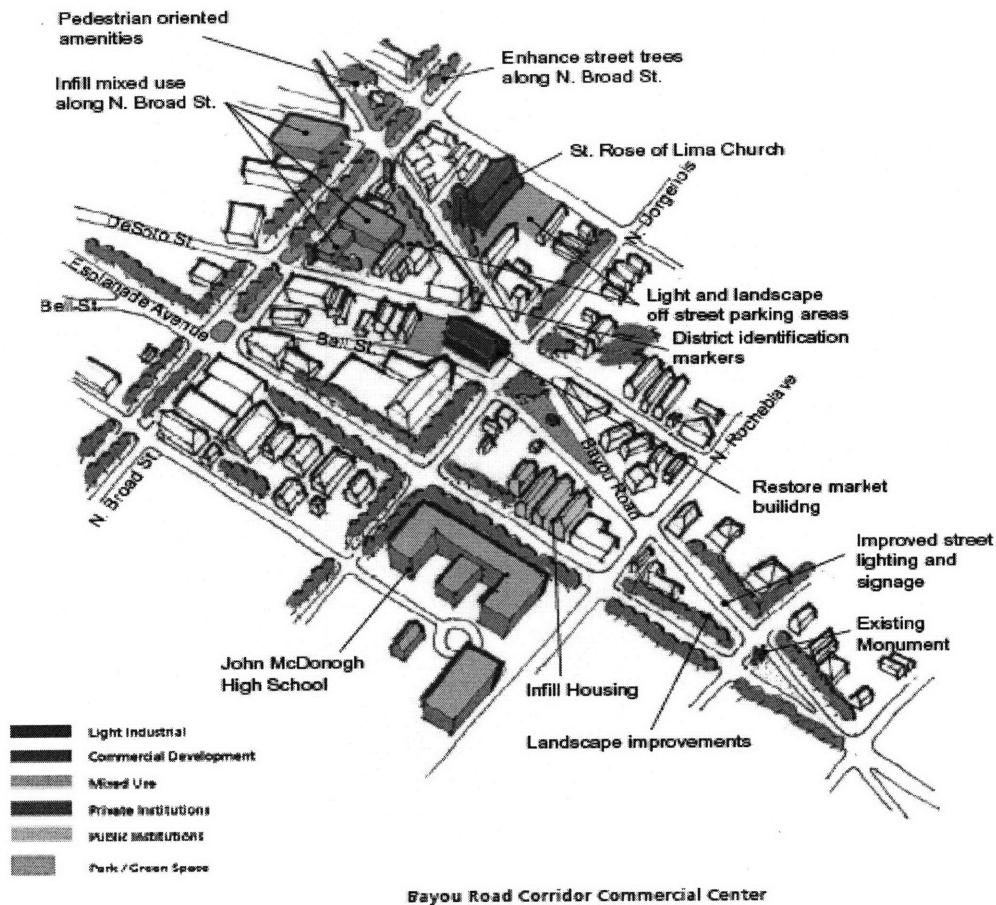 Pedestrian oriented
amenities
Enhance street trees
along N. Broad St.
Infill mixed use
along N. Broad St.
St. Rose of Lima Church
N. Dorgenois
DeSoto St.
Esplanade Avenue
Bell St.
Bell St.
Light and landscape
off street parking areas
District identification
markers
N. Rocheblave
Bayou Road
N. Broad St.
Restore market
builidng
Improved street
lighting and
signage
Existing
Monument
John McDonogh
High School
Infill Housing
Landscape improvements
Light Industrial
Commercial Development
Mixed Use
Private Institutions
Public Institutions
Park / Green Space
Bayou Road Corridor Commercial Center